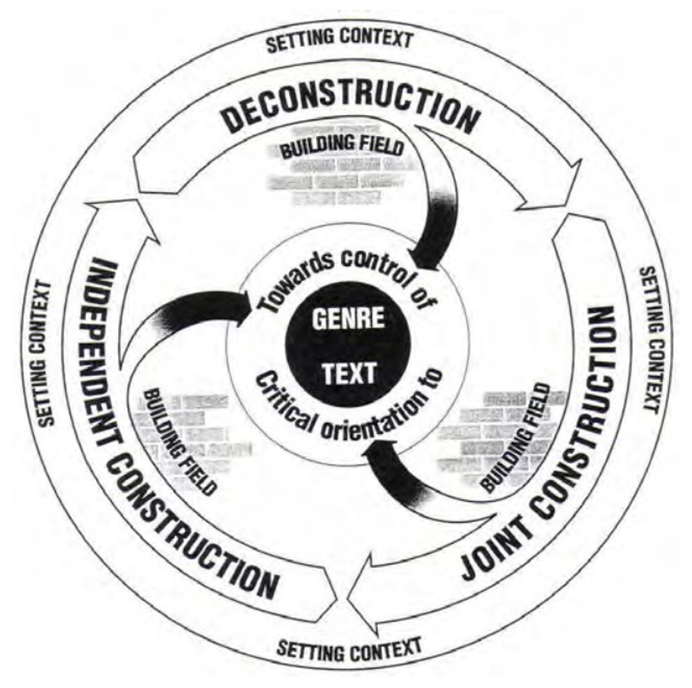 SETTING CONTEXT
DECONSTRUCTION
BUILDING FIELD
Towards control of
GENRE
TEXT
Critical orientation to
SETTING CONTEXT
INDEPENDENT CONSTRUCTION
BUILDING FIELD
BUILDING FIELD
JOINT CONSTRUCTION
SETTING CONTEXT
SETTING CONTEXT